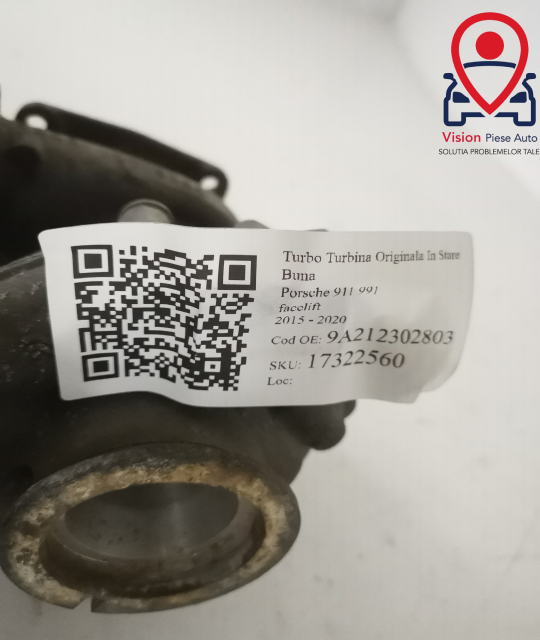 Vision Piese Auto
SOLUTIA PROBLEMELOR TALE
Turbo Turbina Originala In Stare
Buna
Porsche 911 991
facelift
2015 - 2020
Cod OE: 9A212302803
SKU: 17322560
Loc: